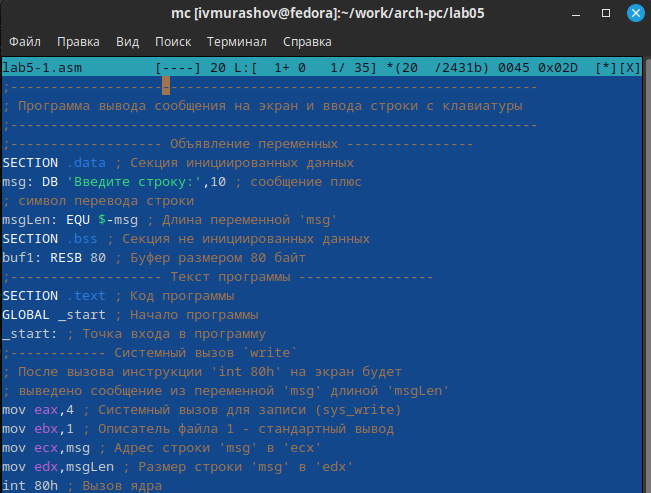 mc [ivmurashov@fedora]:~/work/arch-pc/lab05
Файл Правка Вид Поиск Терминал Справка
lab5-1.asm [----] 20 L:[ 1+ 0 1/ 35] *(20 /2431b) 0045 0x02D [*][X]
;------------------------------------------------------------------
; Программа вывода сообщения на экран и ввода строки с клавиатуры
;------------------------------------------------------------------
;------------------- Объявление переменных ----------------
SECTION .data ; Секция инициированных данных
msg: DB 'Введите строку:',10 ; сообщение плюс
; символ перевода строки
msgLen: EQU $-msg ; Длина переменной 'msg'
SECTION .bss ; Секция не инициированных данных
buf1: RESB 80 ; Буфер размером 80 байт
;------------------- Текст программы -----------------
SECTION .text ; Код программы
GLOBAL _start ; Начало программы
_start: ; Точка входа в программу
;------------ Системный вызов `write`
; После вызова инструкции 'int 80h' на экран будет
; выведено сообщение из переменной 'msg' длиной 'msgLen'
mov eax,4 ; Системный вызов для записи (sys_write)
mov ebx,1 ; Описатель файла 1 - стандартный вывод
mov ecx,msg ; Адрес строки 'msg' в 'ecx'
mov edx,msgLen ; Размер строки 'msg' в 'edx'
int 80h ; Вызов ядра